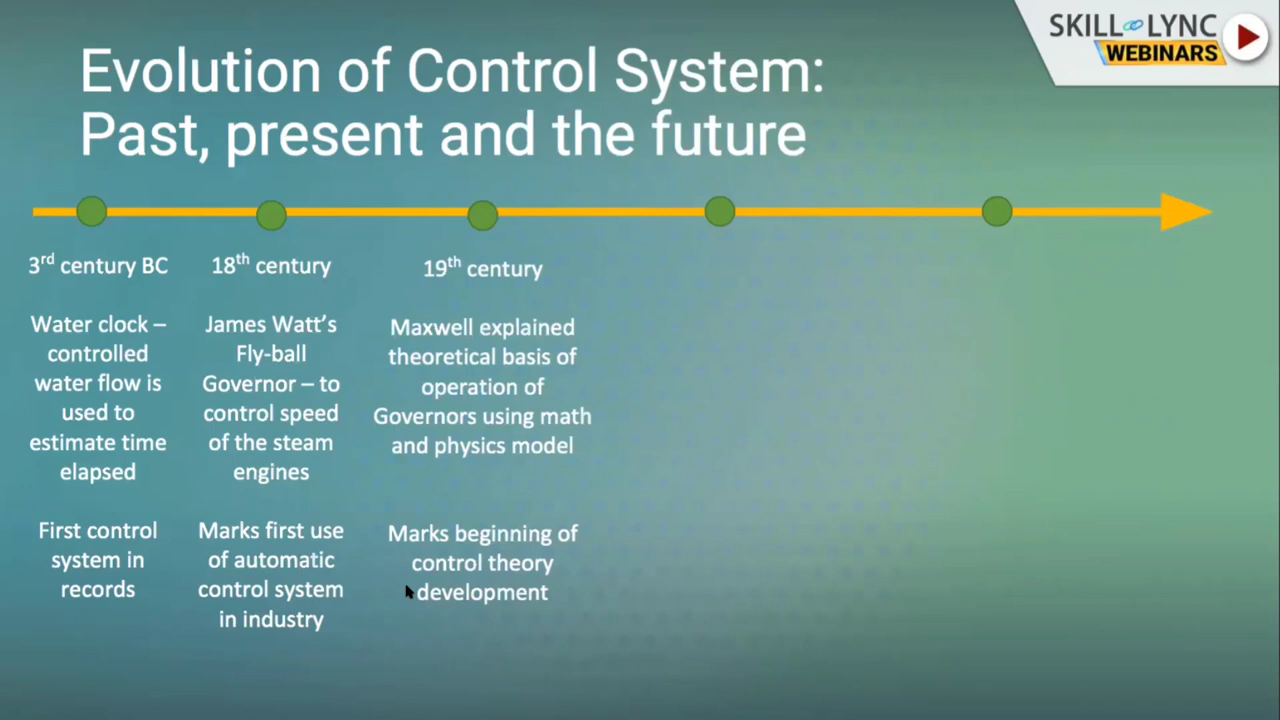 SKILL LYNC
WEBINARS
Evolution of Control System:
Past, present and the future
3rd century BC
Water clock –
controlled
water flow is
used to
estimate time
elapsed
First control
system in
records
18th century
James Watt’s
Fly-ball
Governor – to
control speed
of the steam
engines
Marks first use
of automatic
control system
in industry
19th century
Maxwell explained
theoretical basis of
operation of
Governors using math
and physics model
Marks beginning of
control theory
development